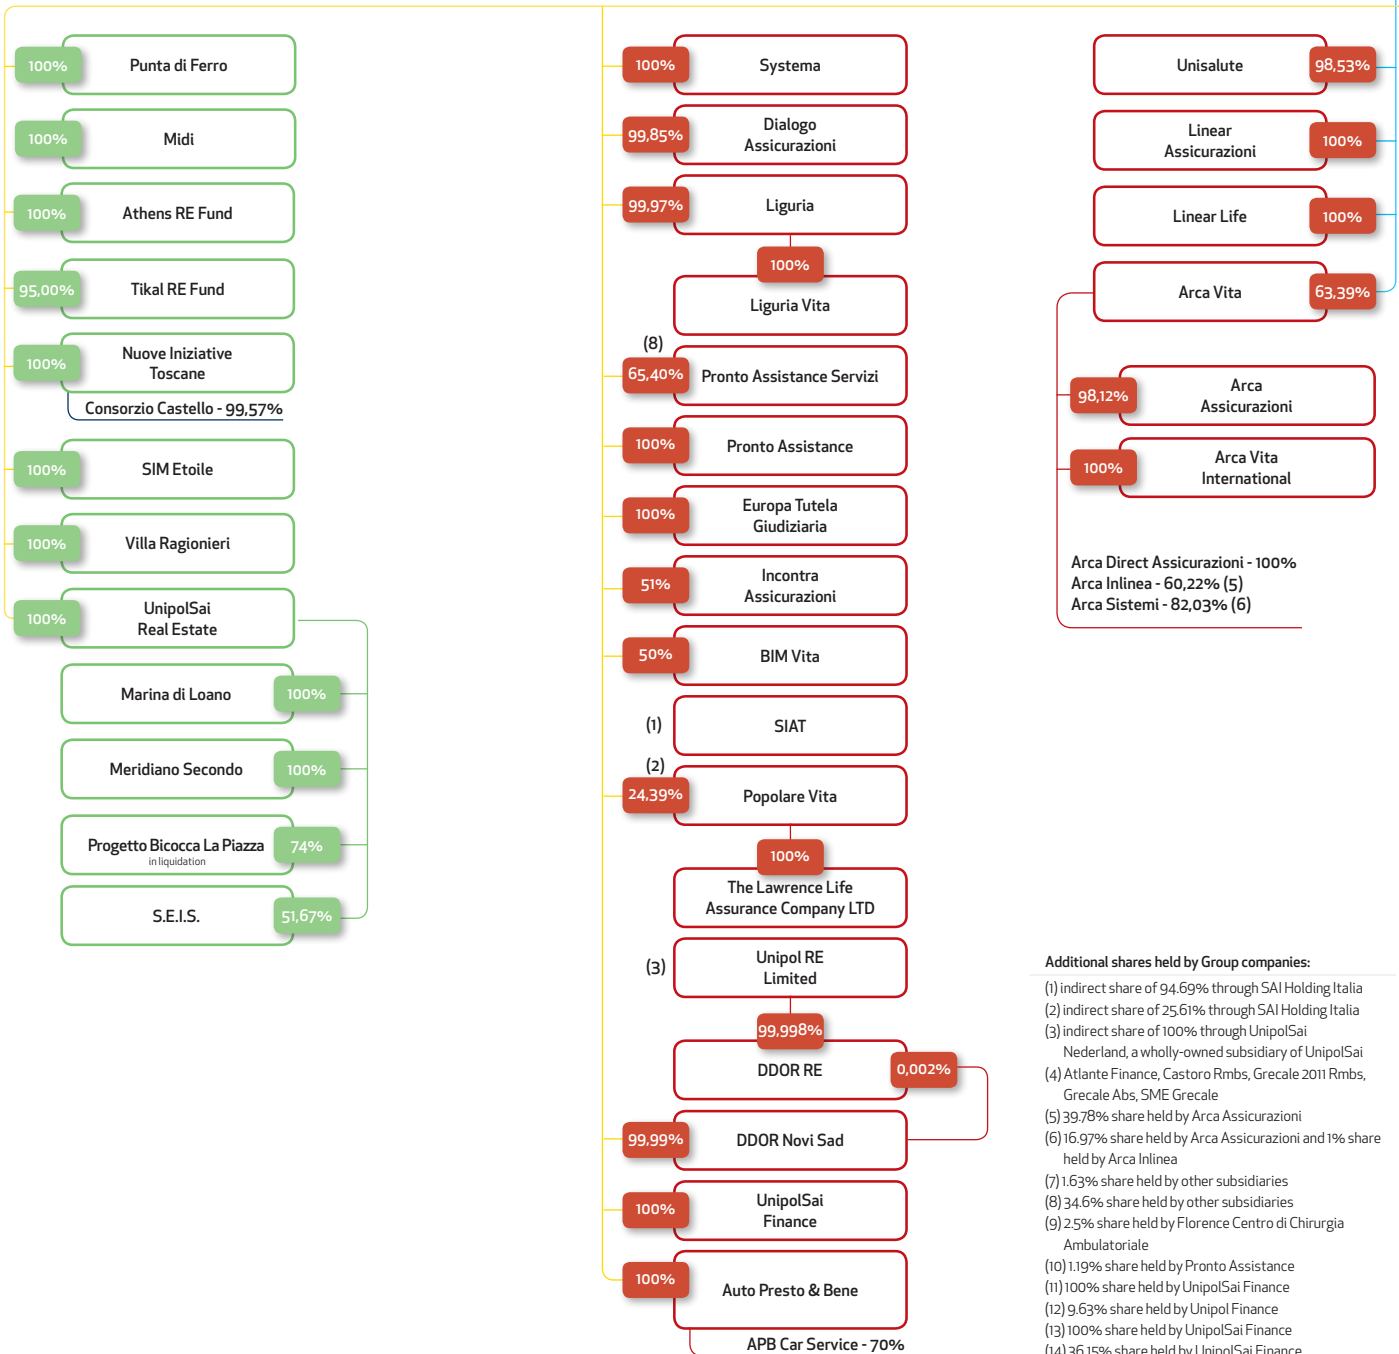 100%
Punta di Ferro
100%
Midi
100%
Athens RE Fund
95,00%
Tikal RE Fund
100%
Nuove Iniziative
Toscane
Consorzio Castello - 99,57%
100%
SIM Etoile
100%
Villa Ragionieri
100%
UnipolSai
Real Estate
Marina di Loano
100%
Meridiano Secondo
100%
Progetto Bicocca La Piazza
in liquidation
74%
S.E.I.S.
51,67%
100%
Systema
99,85%
Dialogo
Assicurazioni
99,97%
Liguria
100%
Liguria Vita
(8)
65,40%
Pronto Assistance Servizi
100%
Pronto Assistance
100%
Europa Tutela
Giudiziaria
51%
Incontra
Assicurazioni
50%
BIM Vita
(1)
SIAT
(2)
24,39%
Popolare Vita
100%
The Lawrence Life
Assurance Company LTD
(3)
Unipol RE
Limited
99,998%
DDOR RE
0,002%
99,99%
DDOR Novi Sad
100%
UnipolSai
Finance
100%
Auto Presto & Bene
APB Car Service - 70%
Unisalute
98,53%
Linear
Assicurazioni
100%
Linear Life
100%
Arca Vita
63,39%
98,12%
Arca
Assicurazioni
100%
Arca Vita
International
Arca Direct Assicurazioni - 100%
Arca Inlinea - 60,22% (5)
Arca Sistemi - 82,03% (6)
Additional shares held by Group companies:
(1) indirect share of 94.69% through SAI Holding Italia
(2) indirect share of 25.61% through SAI Holding Italia
(3) indirect share of 100% through UnipolSai
Nederland, a wholly-owned subsidiary of UnipolSai
(4) Atlante Finance, Castoro Rmbs, Grecale 2011 Rmbs,
Grecale Abs, SME Grecale
(5) 39.78% share held by Arca Assicurazioni
(6) 16.97% share held by Arca Assicurazioni and 1% share
held by Arca Inlinea
(7) 1.63% share held by other subsidiaries
(8) 34.6% share held by other subsidiaries
(9) 2.5% share held by Florence Centro di Chirurgia
Ambulatoriale
(10) 1.19% share held by Pronto Assistance
(11) 100% share held by UnipolSai Finance
(12) 9.63% share held by Unipol Finance
(13) 100% share held by UnipolSai Finance
(14) 36.15% share held by UnipolSai Finance